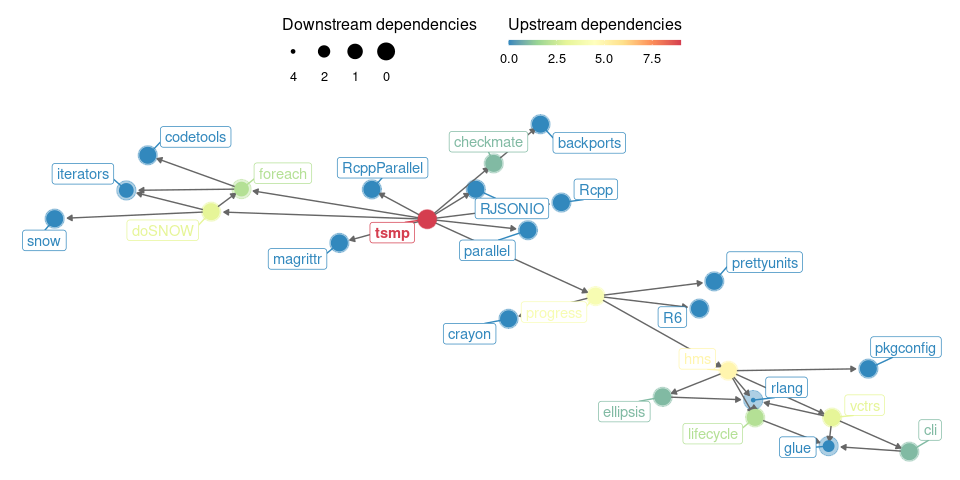 Downstream dependencies
4 2 1 0
Upstream dependencies
0.0 2.5 5.0 7.5
codetools
checkmate
backports
iterators
foreach
RcppParallel
Rcpp
RJSONIO
doSNOW
tsmp
snow
parallel
magrittr
prettyunits
progress
R6
crayon
pkgconfig
hms
rlang
ellipsis
vctrs
lifecycle
cli
glue